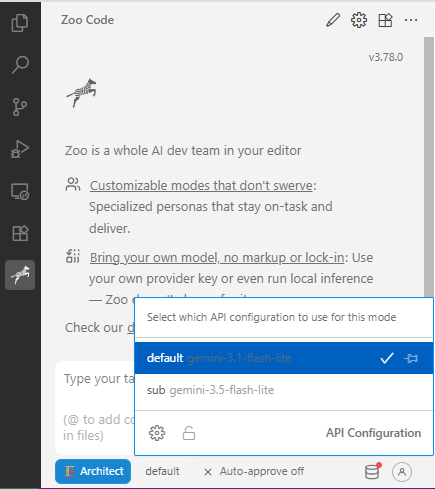 Zoo Code
v3.78.0
Zoo is a whole AI dev team in your editor
Customizable modes that don't swerve:
Specialized personas that stay on-task and
deliver.
Bring your own model, no markup or lock-in: Use
your own provider key or even run local inference
— Zoo
Check our
Select which API configuration to use for this mode
default gemini-3.1-flash-lite
sub gemini-3.5-flash-lite
API Configuration
Type your ta
(@ to add co
in files)
Architect default × Auto-approve off